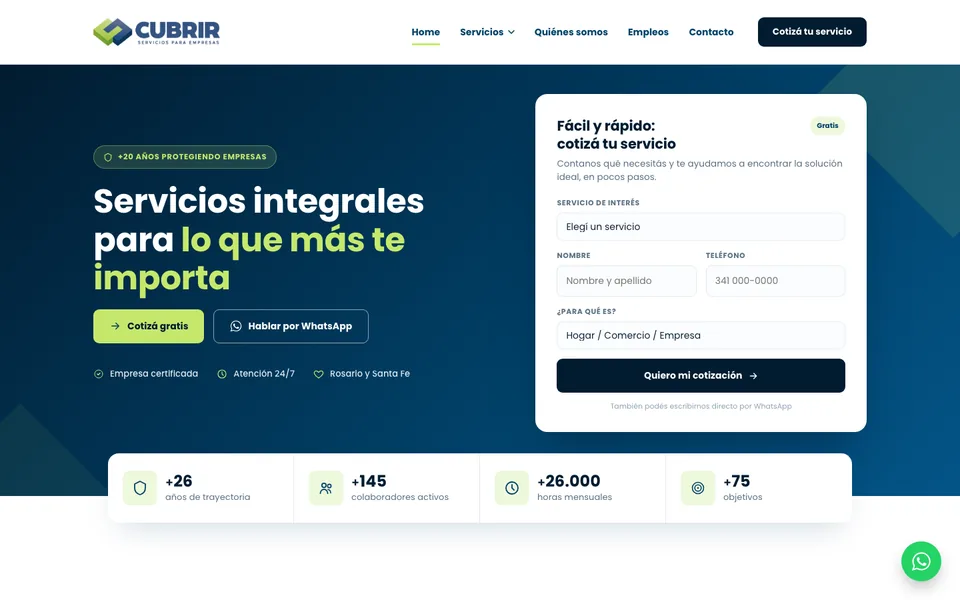 CUBRIR
SERVICIOS PARA EMPRESAS
Home
Servicios
Quiénes somos
Empleos
Contacto
Cotizá tu servicio
+20 AÑOS PROTEGIENDO EMPRESAS
Servicios integrales
para lo que más te
importa
Cotizá gratis
Hablar por WhatsApp
Empresa certificada
Atención 24/7
Rosario y Santa Fe
Fácil y rápido:
cotizá tu servicio
Gratis
Contanos qué necesitás y te ayudamos a encontrar la solución
ideal, en pocos pasos.
SERVICIO DE INTERÉS
Elegí un servicio
NOMBRE
TELÉFONO
Nombre y apellido
341 000-0000
¿PARA QUÉ ES?
Hogar / Comercio / Empresa
Quiero mi cotización
También podés escribirnos directo por WhatsApp
+26
años de trayectoria
+145
colaboradores activos
+26.000
horas mensuales
+75
objetivos